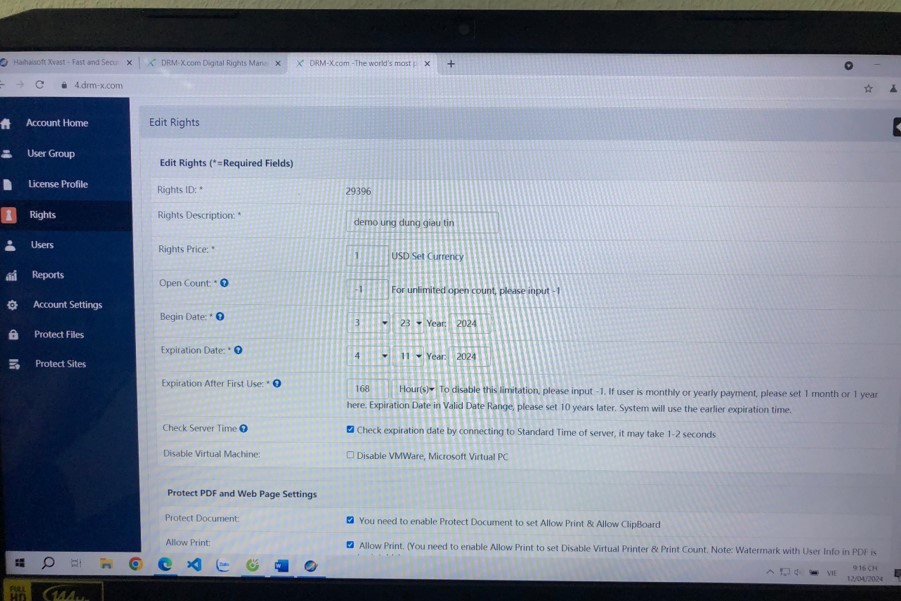 Haihaisoft Xvast - Fast and Secu
DRM-X.com Digital Rights Mana
DRM-X.com -The world's most p
4.drm-x.com
Account Home
User Group
License Profile
Rights
Users
Reports
Account Settings
Protect Files
Protect Sites
Edit Rights
Edit Rights (*=Required Fields)
Rights ID: * 29396
Rights Description: * demo ung dung giau tin
Rights Price: * 1 USD Set Currency
Open Count: * -1 For unlimited open count, please input -1
Begin Date: * 3 23 Year: 2024
Expiration Date: * 4 11 Year: 2024
Expiration After First Use: * 168 Hour(s) To disable this limitation, please input -1. If user is monthly or yearly payment, please set 1 month or 1 year
here. Expiration Date in Valid Date Range, please set 10 years later. System will use the earlier expiration time.
Check Server Time Check expiration date by connecting to Standard Time of server, it may take 1-2 seconds
Disable Virtual Machine: Disable VMWare, Microsoft Virtual PC
Protect PDF and Web Page Settings
Protect Document: You need to enable Protect Document to set Allow Print & Allow ClipBoard
Allow Print: Allow Print. (You need to enable Allow Print to set Disable Virtual Printer & Print Count. Note: Watermark with User Info in PDF is
VIE
9:16 CH
12/04/2024
FULL
HD
144Hz